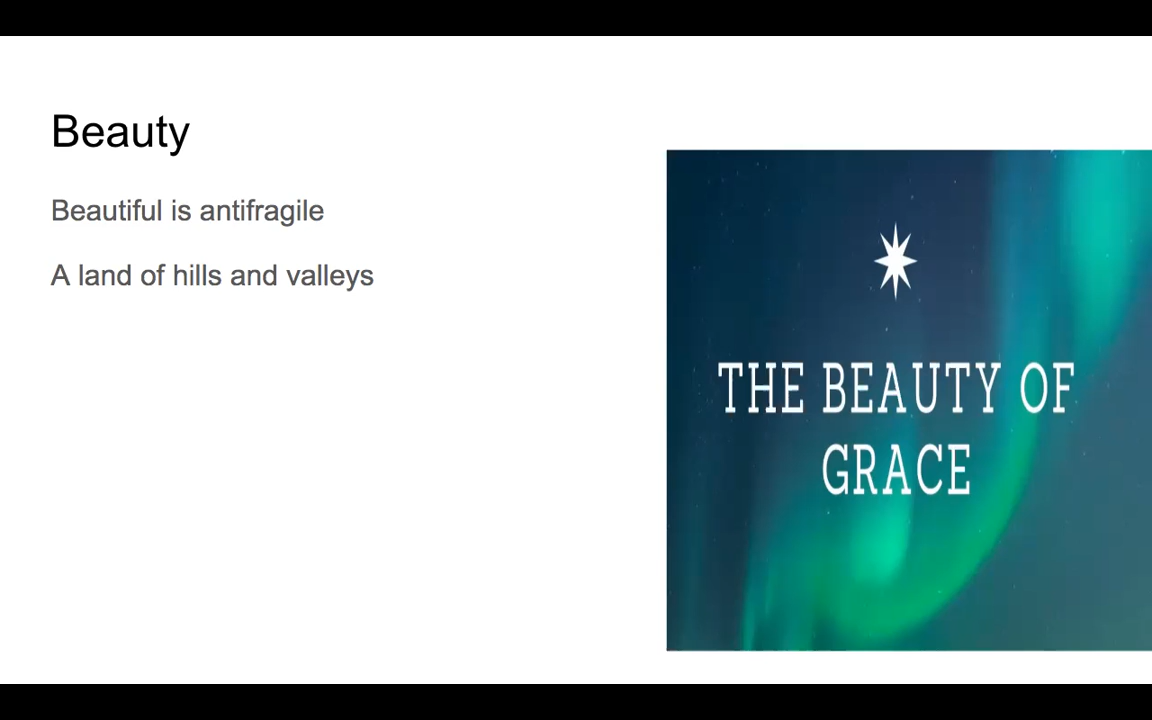 Beauty
Beautiful is antifragile
A land of hills and valleys
THE BEAUTY OF
GRACE